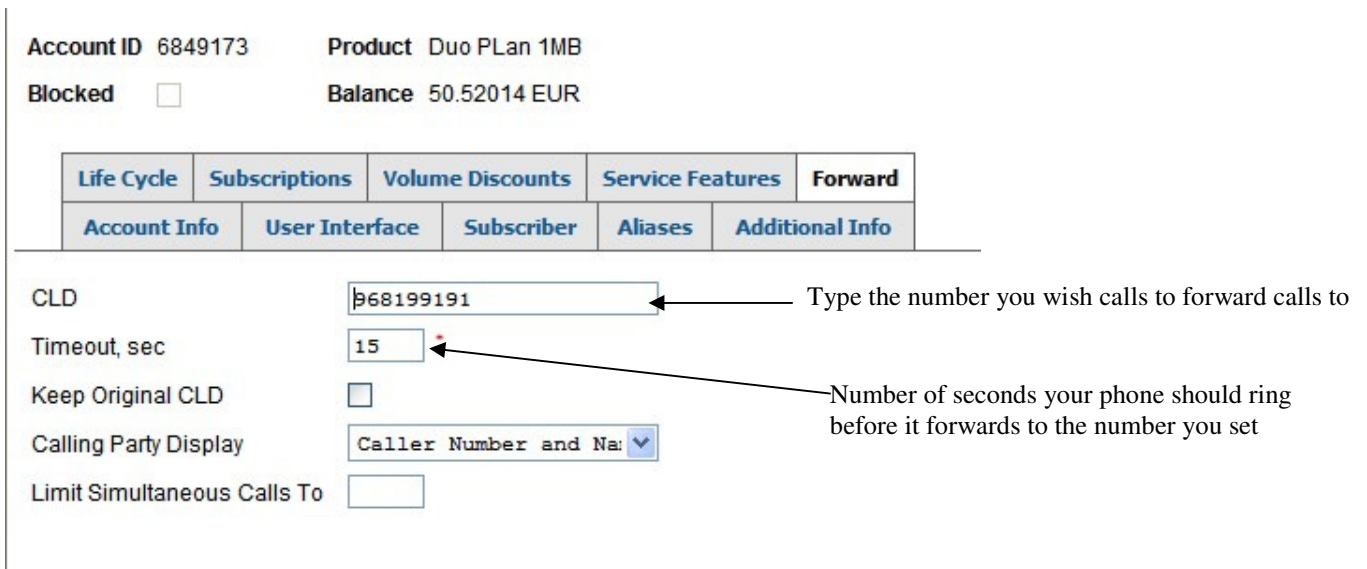 Account ID 6849173 Product Duo PLan 1MB
Blocked Balance 50.52014 EUR
Life Cycle Subscriptions Volume Discounts Service Features Forward
Account Info User Interface Subscriber Aliases Additional Info
CLD 968199191 Type the number you wish calls to forward calls to
Timeout, sec 15 *
Keep Original CLD Number of seconds your phone should ring
before it forwards to the number you set
Calling Party Display Caller Number and Na
Limit Simultaneous Calls To